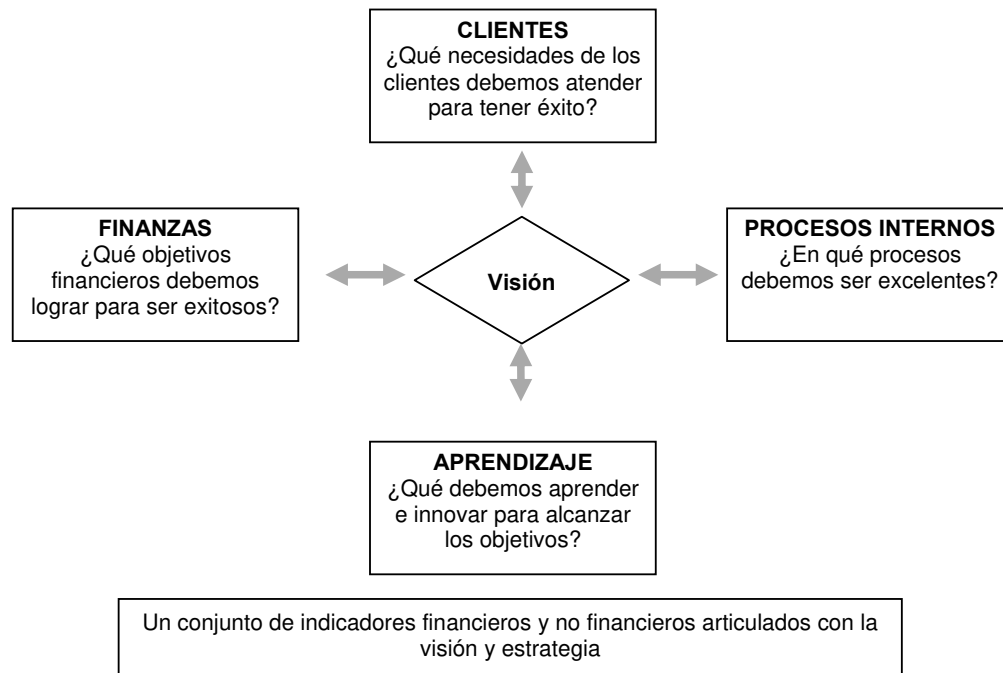 CLIENTES
¿Qué necesidades de los
clientes debemos atender
para tener éxito?
FINANZAS
¿Qué objetivos
financieros debemos
lograr para ser exitosos?
Visión
PROCESOS INTERNOS
¿En qué procesos
debemos ser excelentes?
APRENDIZAJE
¿Qué debemos aprender
e innovar para alcanzar
los objetivos?
Un conjunto de indicadores financieros y no financieros articulados con la
visión y estrategia